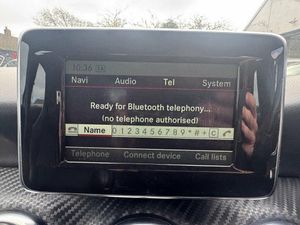 10:36
Navi Audio Tel System
Ready for Bluetooth telephony...
(no telephone authorised)
Name 0123456789*#+C
Telephone Connect device Call lists